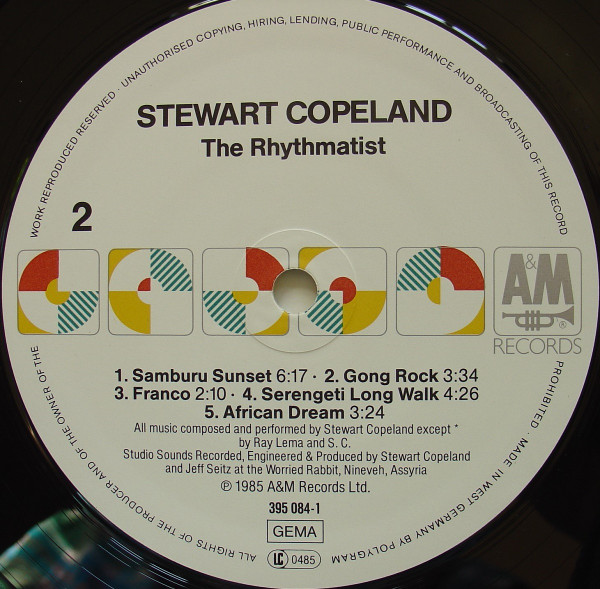 WORK REPRODUCED RESERVED · UNAUTHORISED COPYING, HIRING, LENDING, PUBLIC PERFORMANCE AND BROADCASTING OF THIS RECORD
STEWART COPELAND
The Rhythmatist
2
A&M
®
RECORDS
1. Samburu Sunset 6:17 · 2. Gong Rock 3:34
3. Franco 2:10 · 4. Serengeti Long Walk 4:26
5. African Dream 3:24
All music composed and performed by Stewart Copeland except *
by Ray Lema and S. C.
Studio Sounds Recorded, Engineered & Produced by Stewart Copeland
and Jeff Seitz at the Worried Rabbit, Nineveh, Assyria
℗ 1985 A&M Records Ltd.
395 084-1
GEMA
LC 0485
PROHIBITED · MADE IN WEST GERMANY BY POLYGRAM
ALL RIGHTS OF THE PRODUCER AND OF THE OWNER OF THE